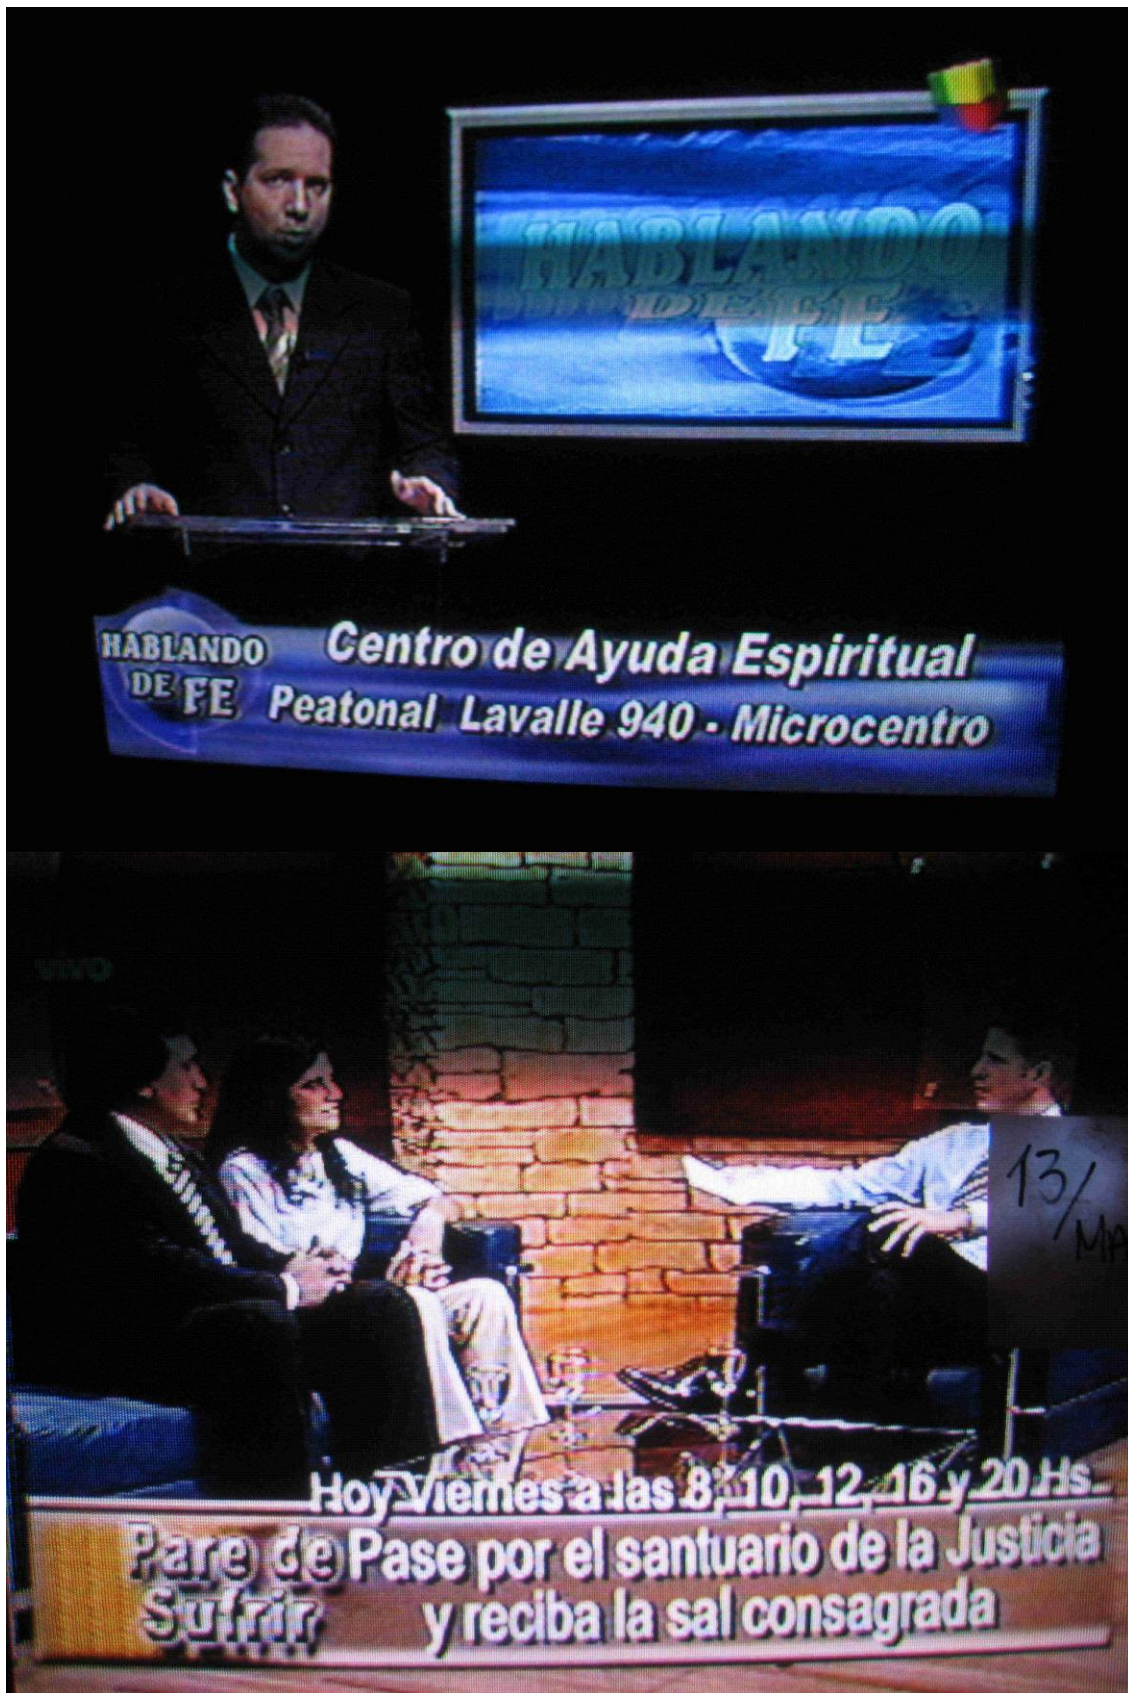 HABLANDO
DE FE
HABLANDO
DE FE
Centro de Ayuda Espiritual
Peatonal Lavalle 940 - Microcentro
VIVO
13/
MA
Hoy Viernes a las 8, 10, 12, 16 y 20 Hs.
Pare de
Sufrir
Pase por el santuario de la Justicia
y reciba la sal consagrada